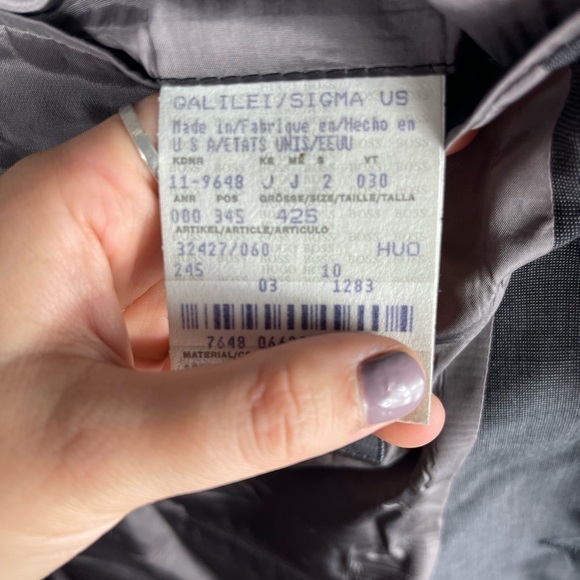 GALILEI/SIGMA US
Made in/Fabrique en/Hecho en
U S A/ETATS UNIS/EEUU
KDNR KE ME S VT
11-9648 J J 2 030
ANR POS GRÖSSE/SIZE/TAILLE/TALLA
000 345 425
ARTIKEL/ARTICLE/ARTICULO
32427/060 HUO
245 10
03 1283
7648
MATERIAL/